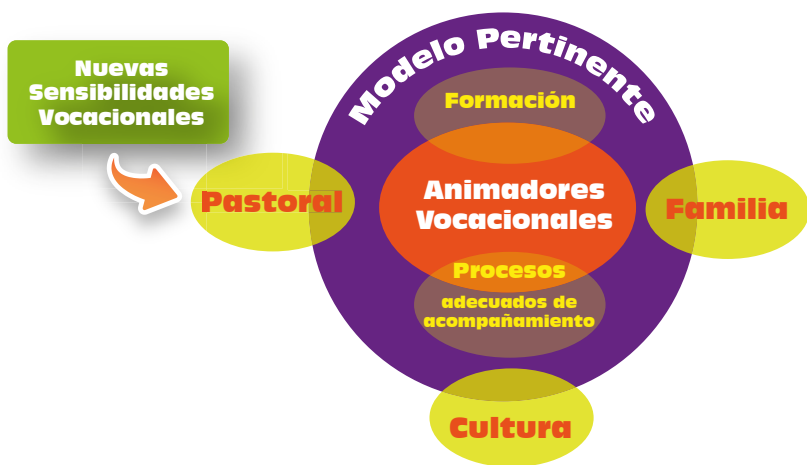 Modelo Pertinente
Nuevas
Sensibilidades
Vocacionales
Formación
Pastoral
Animadores
Vocacionales
Familia
Procesos
adecuados de
acompañamiento
Cultura